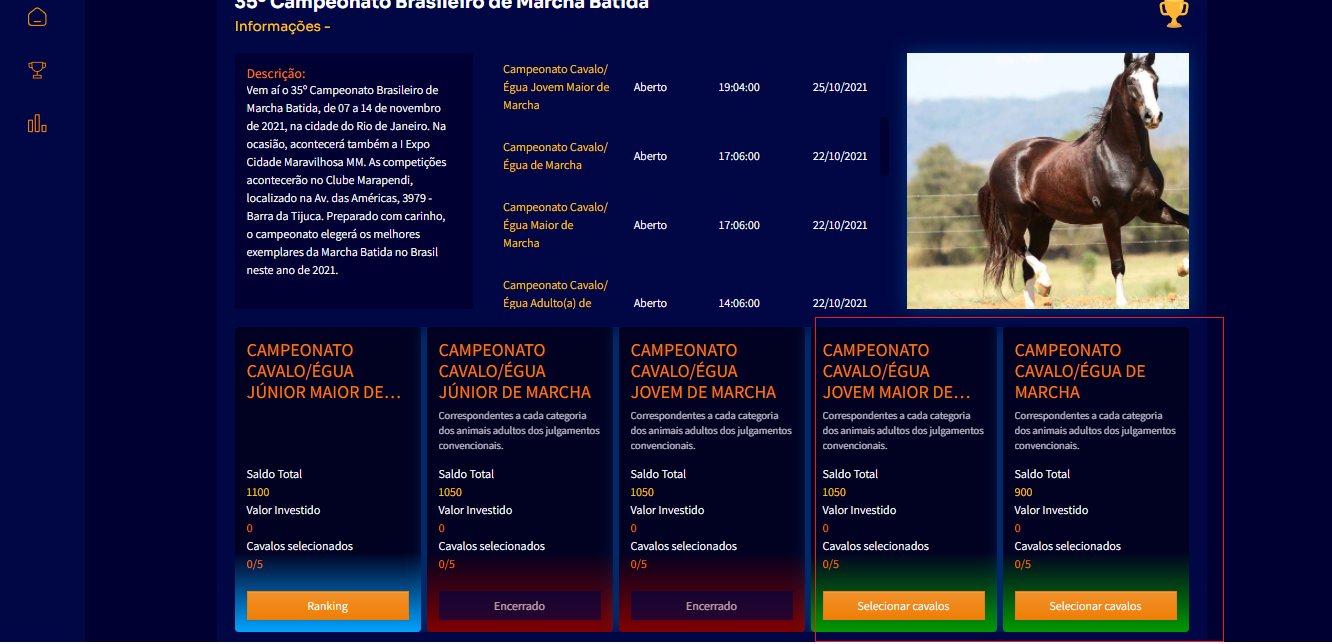 35º Campeonato Brasileiro de Marcha Batida
Informações -
Descrição:
Vem aí o 35º Campeonato Brasileiro de
Marcha Batida, de 07 a 14 de novembro
de 2021, na cidade do Rio de Janeiro. Na
ocasião, acontecerá também a I Expo
Cidade Maravilhosa MM. As competições
acontecerão no Clube Marapendi,
localizado na Av. das Américas, 3979 -
Barra da Tijuca. Preparado com carinho,
o campeonato elegerá os melhores
exemplares da Marcha Batida no Brasil
neste ano de 2021.
Campeonato Cavalo/
Égua Jovem Maior de Aberto 19:04:00 25/10/2021
Marcha
Campeonato Cavalo/
Égua de Marcha Aberto 17:06:00 22/10/2021
Campeonato Cavalo/
Égua Maior de Aberto 17:06:00 22/10/2021
Marcha
Campeonato Cavalo/
Égua Adulto(a) de Aberto 14:06:00 22/10/2021
CAMPEONATO
CAVALO/ÉGUA
JÚNIOR MAIOR DE...
Saldo Total
1100
Valor Investido
0
Cavalos selecionados
0/5
Ranking
CAMPEONATO
CAVALO/ÉGUA
JÚNIOR DE MARCHA
Correspondentes a cada categoria
dos animais adultos dos julgamentos
convencionais.
Saldo Total
1050
Valor Investido
0
Cavalos selecionados
0/5
Encerrado
CAMPEONATO
CAVALO/ÉGUA
JOVEM DE MARCHA
Correspondentes a cada categoria
dos animais adultos dos julgamentos
convencionais.
Saldo Total
1050
Valor Investido
0
Cavalos selecionados
0/5
Encerrado
CAMPEONATO
CAVALO/ÉGUA
JOVEM MAIOR DE...
Correspondentes a cada categoria
dos animais adultos dos julgamentos
convencionais.
Saldo Total
1050
Valor Investido
0
Cavalos selecionados
0/5
Selecionar cavalos
CAMPEONATO
CAVALO/ÉGUA DE
MARCHA
Correspondentes a cada categoria
dos animais adultos dos julgamentos
convencionais.
Saldo Total
900
Valor Investido
0
Cavalos selecionados
0/5
Selecionar cavalos